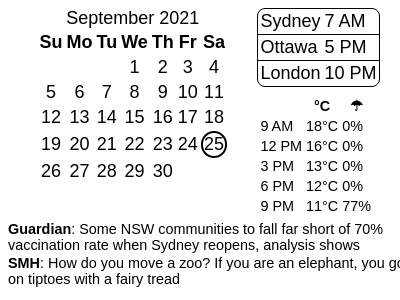 September 2021
Su Mo Tu We Th Fr Sa
1 2 3 4
5 6 7 8 9 10 11
12 13 14 15 16 17 18
19 20 21 22 23 24 25
26 27 28 29 30
Sydney 7 AM
Ottawa 5 PM
London 10 PM
°C ☂
9 AM 18°C 0%
12 PM 16°C 0%
3 PM 13°C 0%
6 PM 12°C 0%
9 PM 11°C 77%
Guardian: Some NSW communities to fall far short of 70%
vaccination rate when Sydney reopens, analysis shows
SMH: How do you move a zoo? If you are an elephant, you go
on tiptoes with a fairy tread